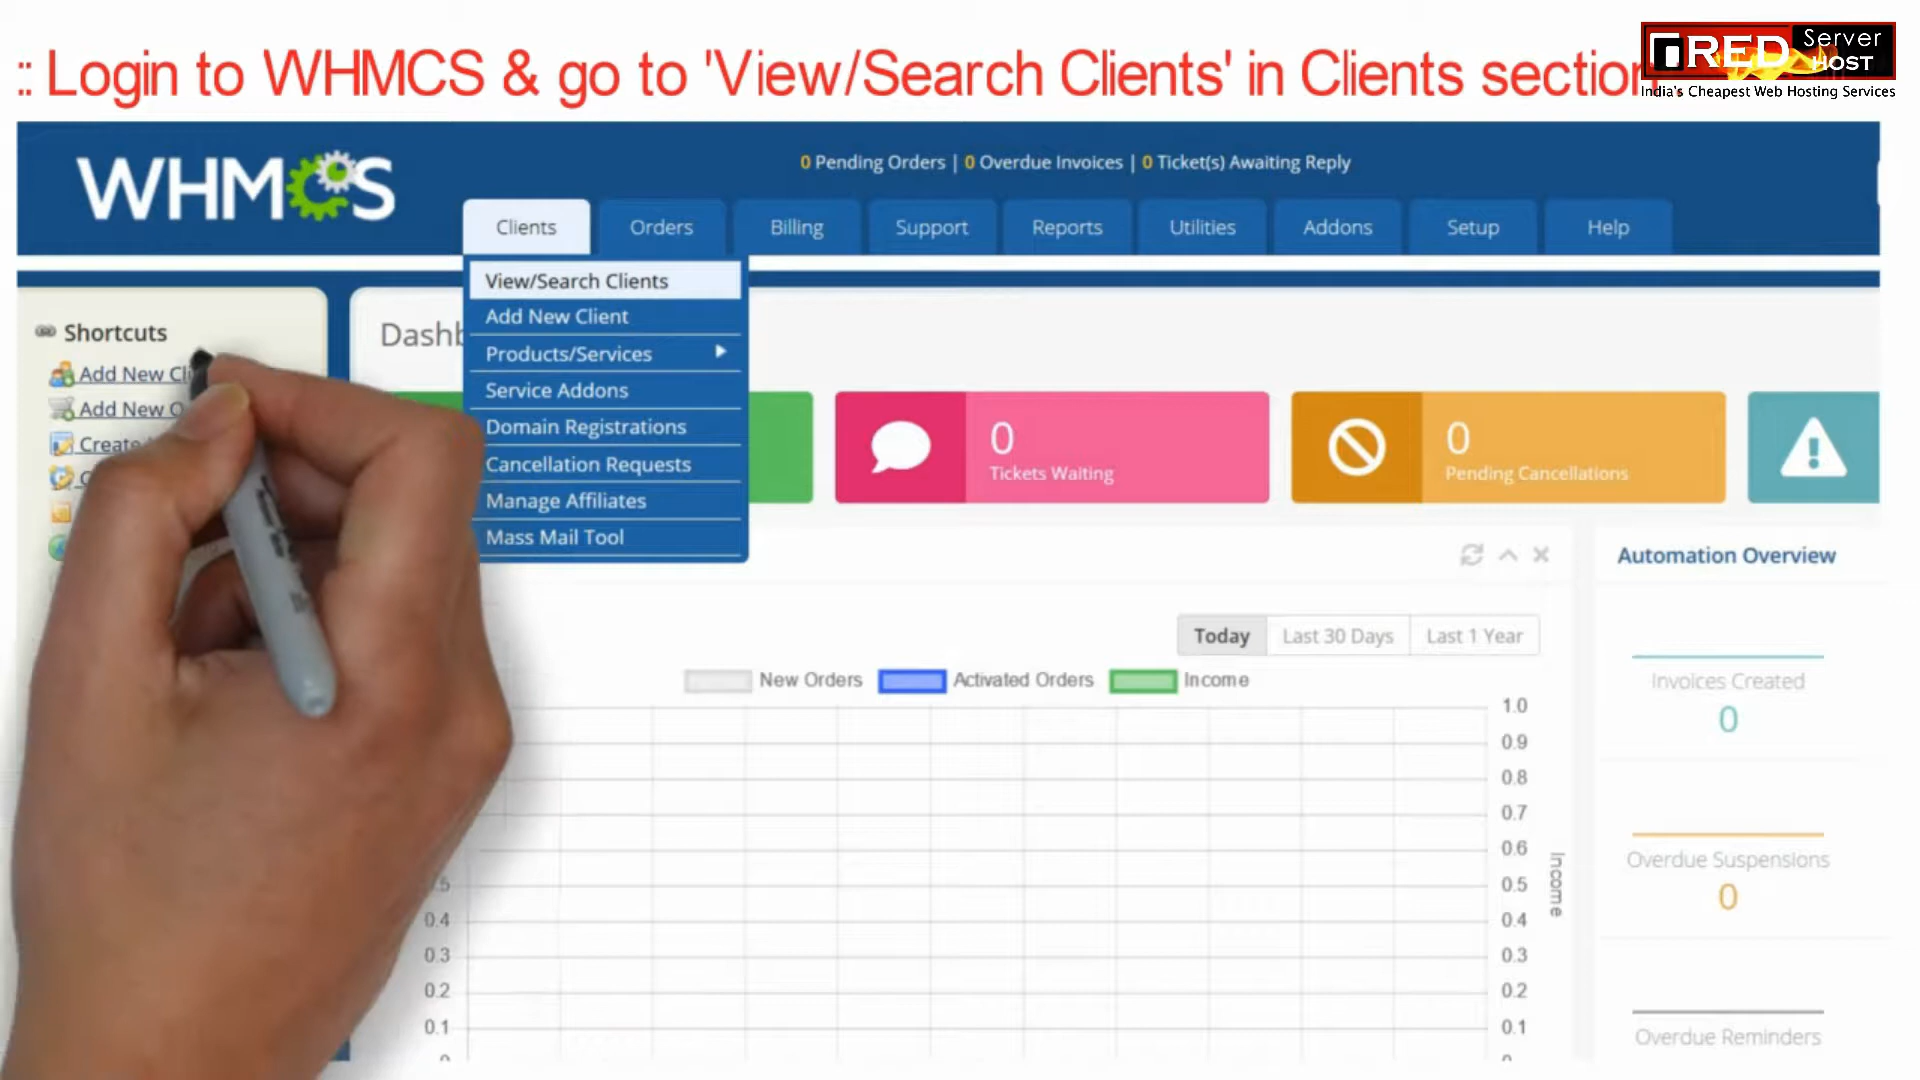 :: Login to WHMCS & go to 'View/Search Clients' in Clients section
RED Server HOST
India's Cheapest Web Hosting Services
WHMCS
0 Pending Orders | 0 Overdue Invoices | 0 Ticket(s) Awaiting Reply
Clients Orders Billing Support Reports Utilities Addons Setup Help
View/Search Clients
Add New Client
Products/Services
Service Addons
Domain Registrations
Cancellation Requests
Manage Affiliates
Mass Mail Tool
Shortcuts
Add New
Add New
Create
0
Tickets Waiting
0
Pending Cancellations
Automation Overview
Today Last 30 Days Last 1 Year
New Orders Activated Orders Income
1.0
0.9
0.8
0.7
0.6
0.5
0.4 0.4
0.3 0.3
0.2 0.2
0.1 0.1
Income
Invoices Created
0
Overdue Suspensions
0
Overdue Reminders